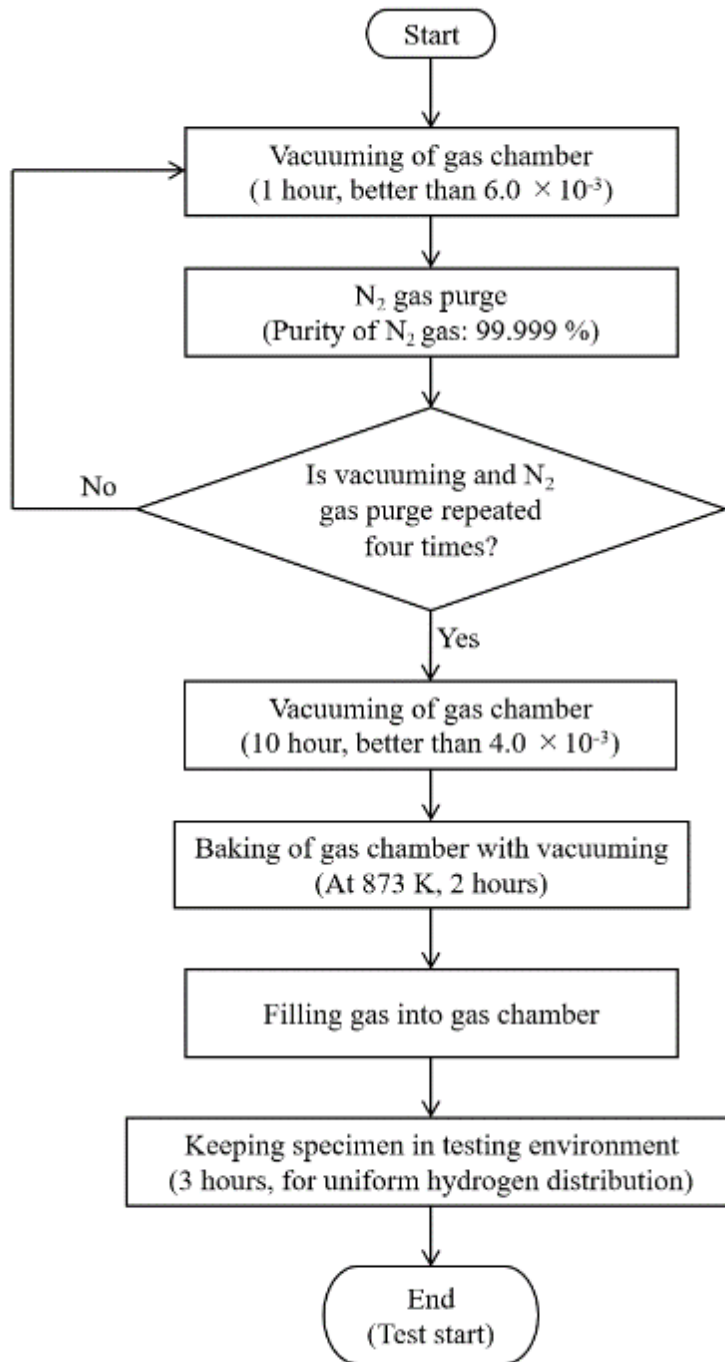 Start
Vacuuming of gas chamber
(1 hour, better than 6.0 × 10⁻³)
N₂ gas purge
(Purity of N₂ gas: 99.999 %)
Is vacuuming and N₂
gas purge repeated
four times?
No
Yes
Vacuuming of gas chamber
(10 hour, better than 4.0 × 10⁻³)
Baking of gas chamber with vacuuming
(At 873 K, 2 hours)
Filling gas into gas chamber
Keeping specimen in testing environment
(3 hours, for uniform hydrogen distribution)
End
(Test start)